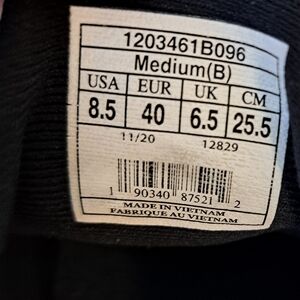 1203461B096
Medium(B)
USA EUR UK CM
8.5 40 6.5 25.5
11/20 12829
1 90340 87521 2
MADE IN VIETNAM
FABRIQUE AU VIETNAM